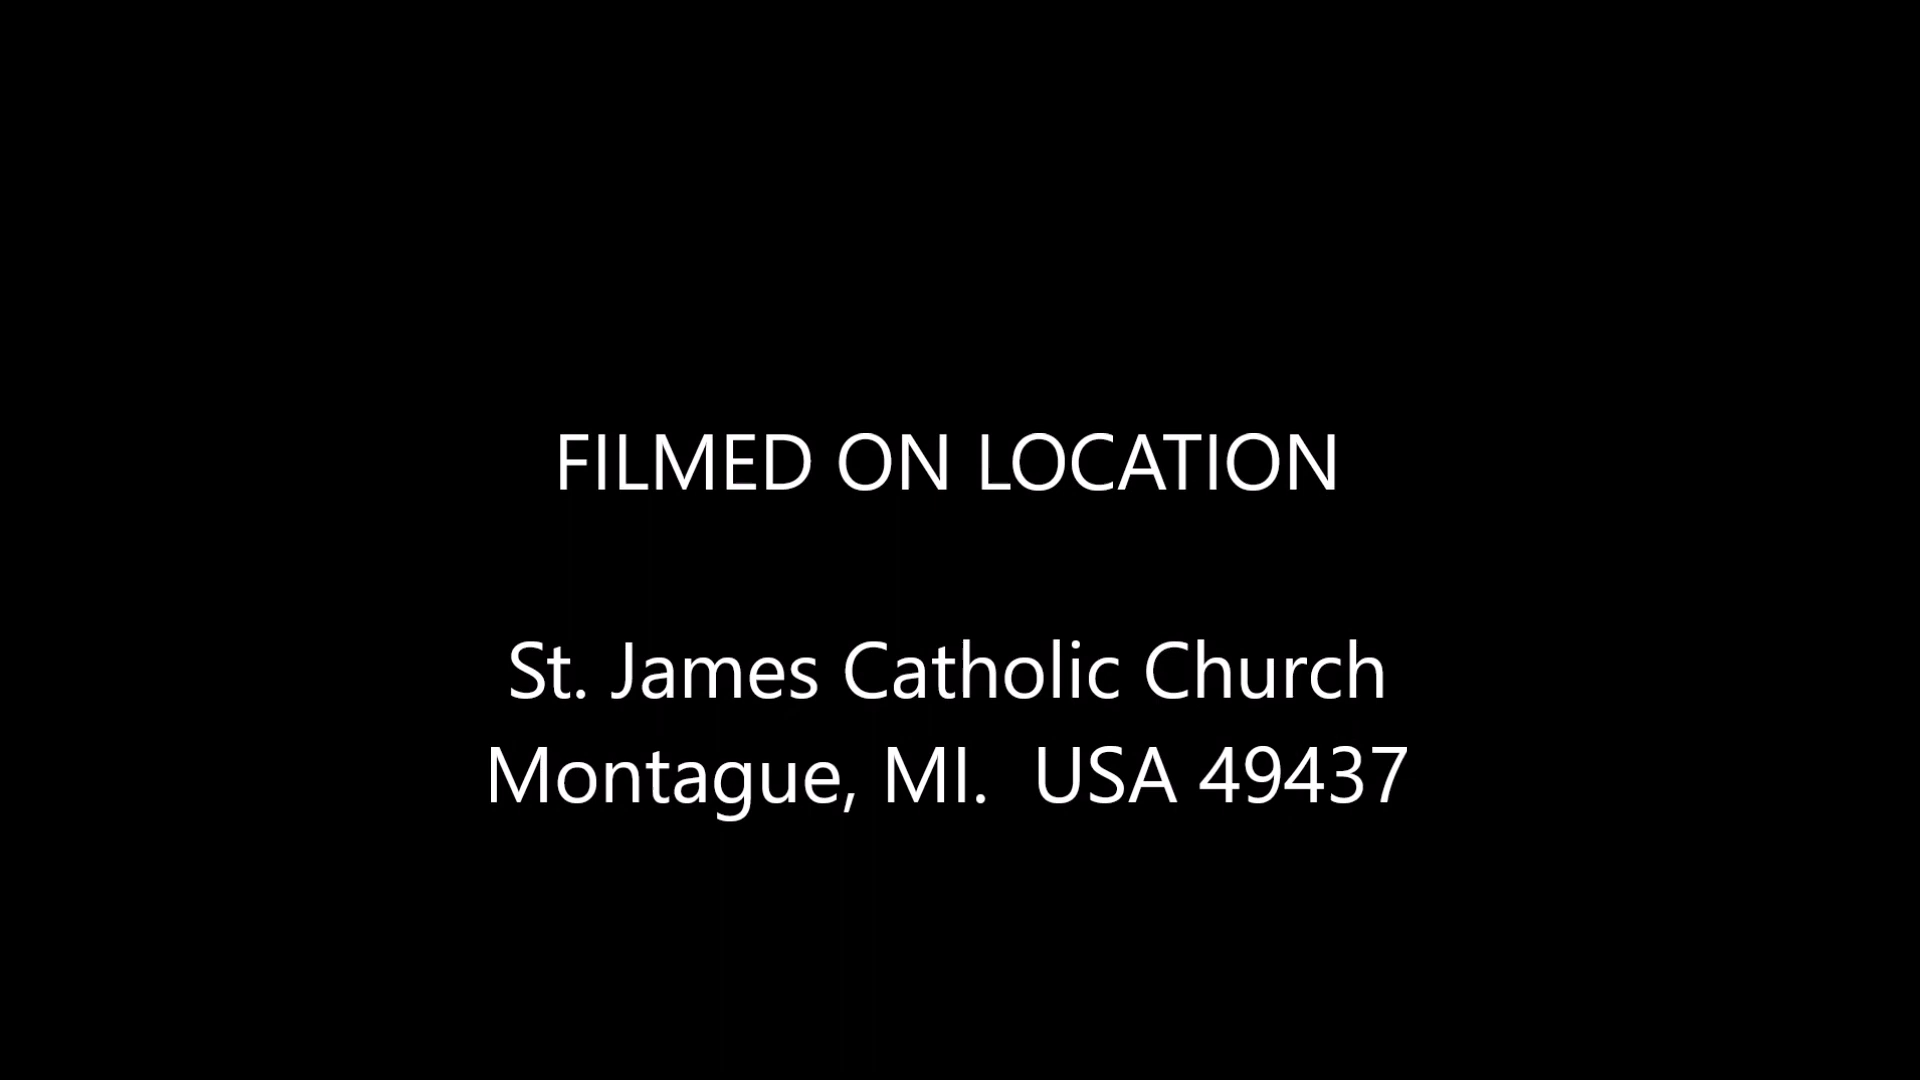 FILMED ON LOCATION
St. James Catholic Church
Montague, MI.  USA 49437